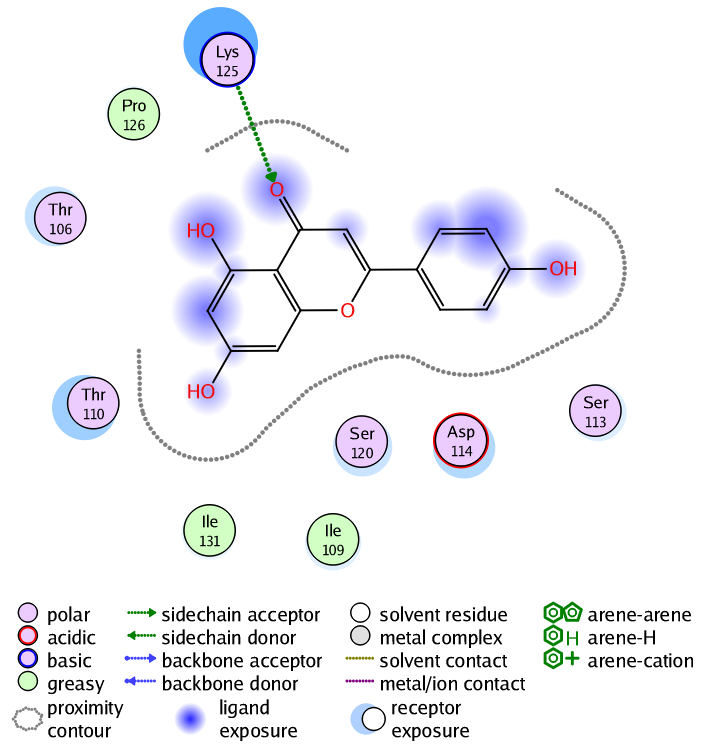 Lys
125
Pro
126
O
Thr
106
HO
OH
O
HO
Thr
110
Ser
113
Ser
120
Asp
114
Ile
131
Ile
109
polar
sidechain acceptor
solvent residue
arene-arene
acidic
sidechain donor
metal complex
H
arene-H
basic
backbone acceptor
solvent contact
+
arene-cation
greasy
backbone donor
metal/ion contact
proximity
contour
ligand
exposure
receptor
exposure